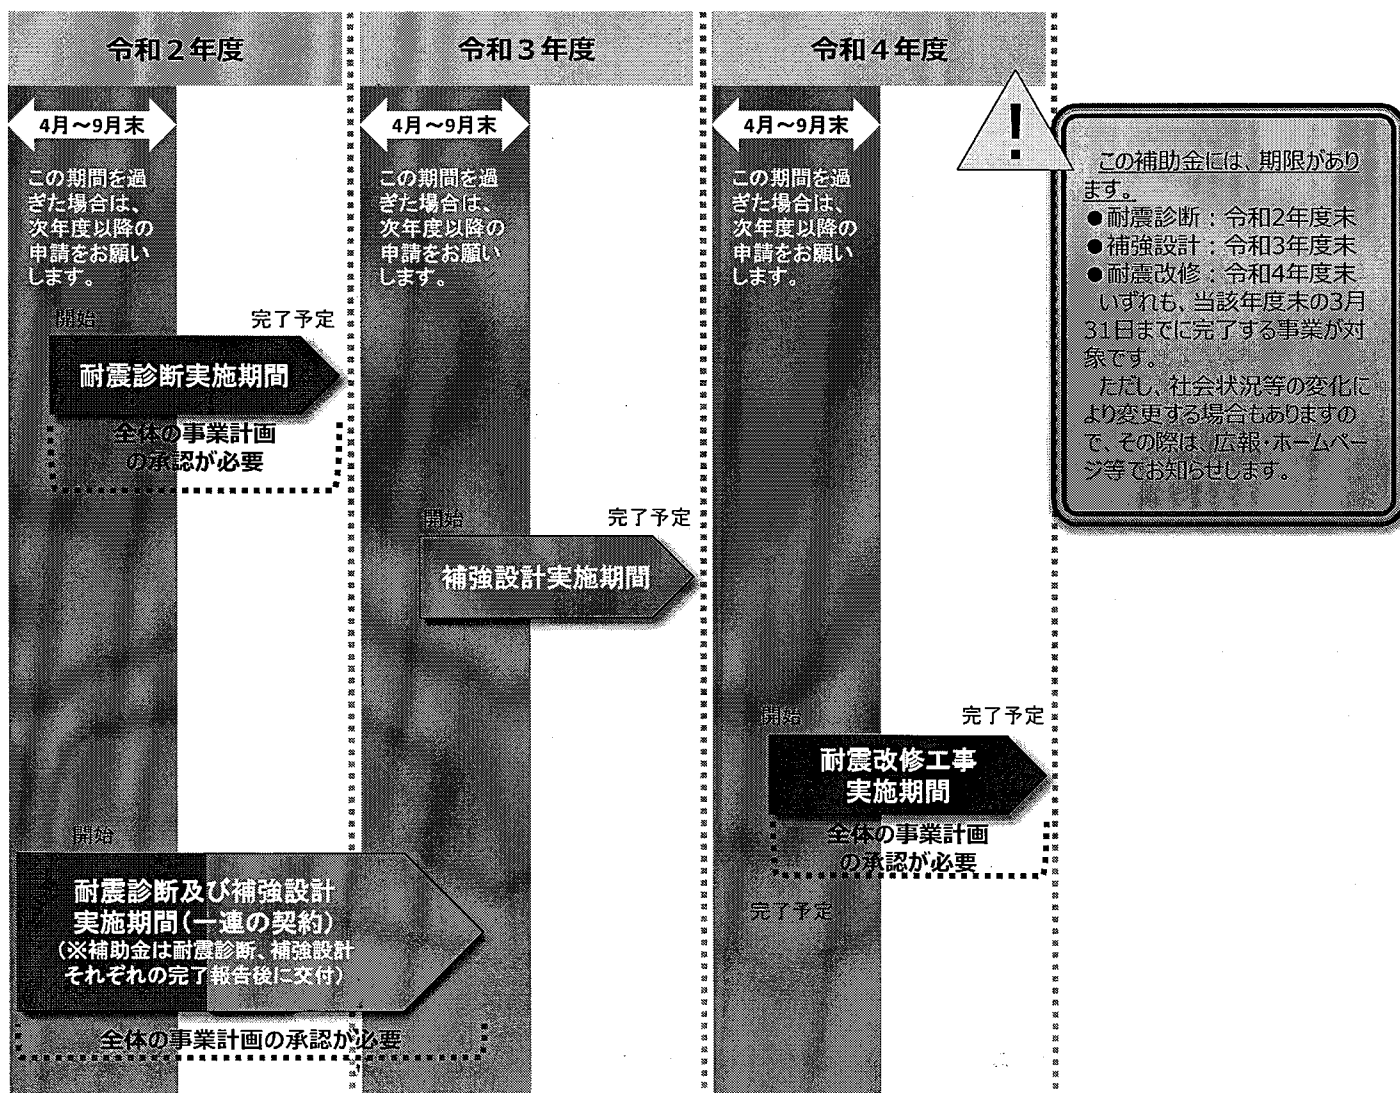 令和２年度
令和３年度
令和４年度
4月～9月末
4月～9月末
4月～9月末
この期間を過
ぎた場合は、
次年度以降の
申請をお願い
します。
この期間を過
ぎた場合は、
次年度以降の
申請をお願い
します。
この期間を過
ぎた場合は、
次年度以降の
申請をお願い
します。
!
この補助金には、期限があり
ます。
●耐震診断：令和2年度末
●補強設計：令和3年度末
●耐震改修：令和4年度末
いずれも、当該年度末の3月
31日までに完了する事業が対
象です。
ただし、社会状況等の変化に
より変更する場合もありますの
で、その際は、広報・ホームペー
ジ等でお知らせします。
開始
完了予定
耐震診断実施期間
全体の事業計画
の承認が必要
開始
完了予定
補強設計実施期間
開始
完了予定
耐震改修工事
実施期間
全体の事業計画
の承認が必要
開始
完了予定
耐震診断及び補強設計
実施期間（一連の契約）
（※補助金は耐震診断、補強設計
それぞれの完了報告後に交付）
全体の事業計画の承認が必要